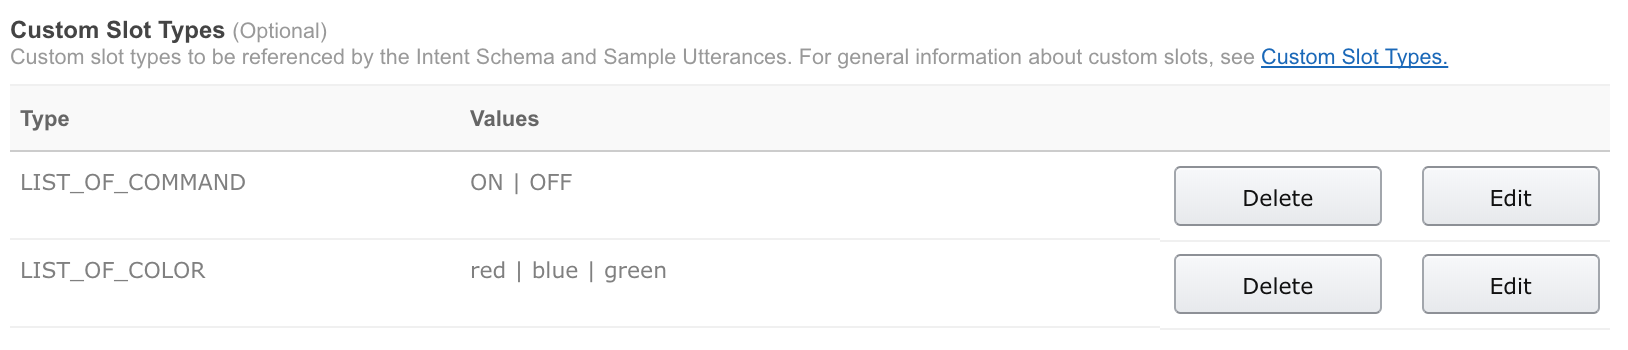 Custom Slot Types (Optional)
Custom slot types to be referenced by the Intent Schema and Sample Utterances. For general information about custom slots, see Custom Slot Types.
Type Values
LIST_OF_COMMAND ON | OFF Delete Edit
LIST_OF_COLOR red | blue | green Delete Edit